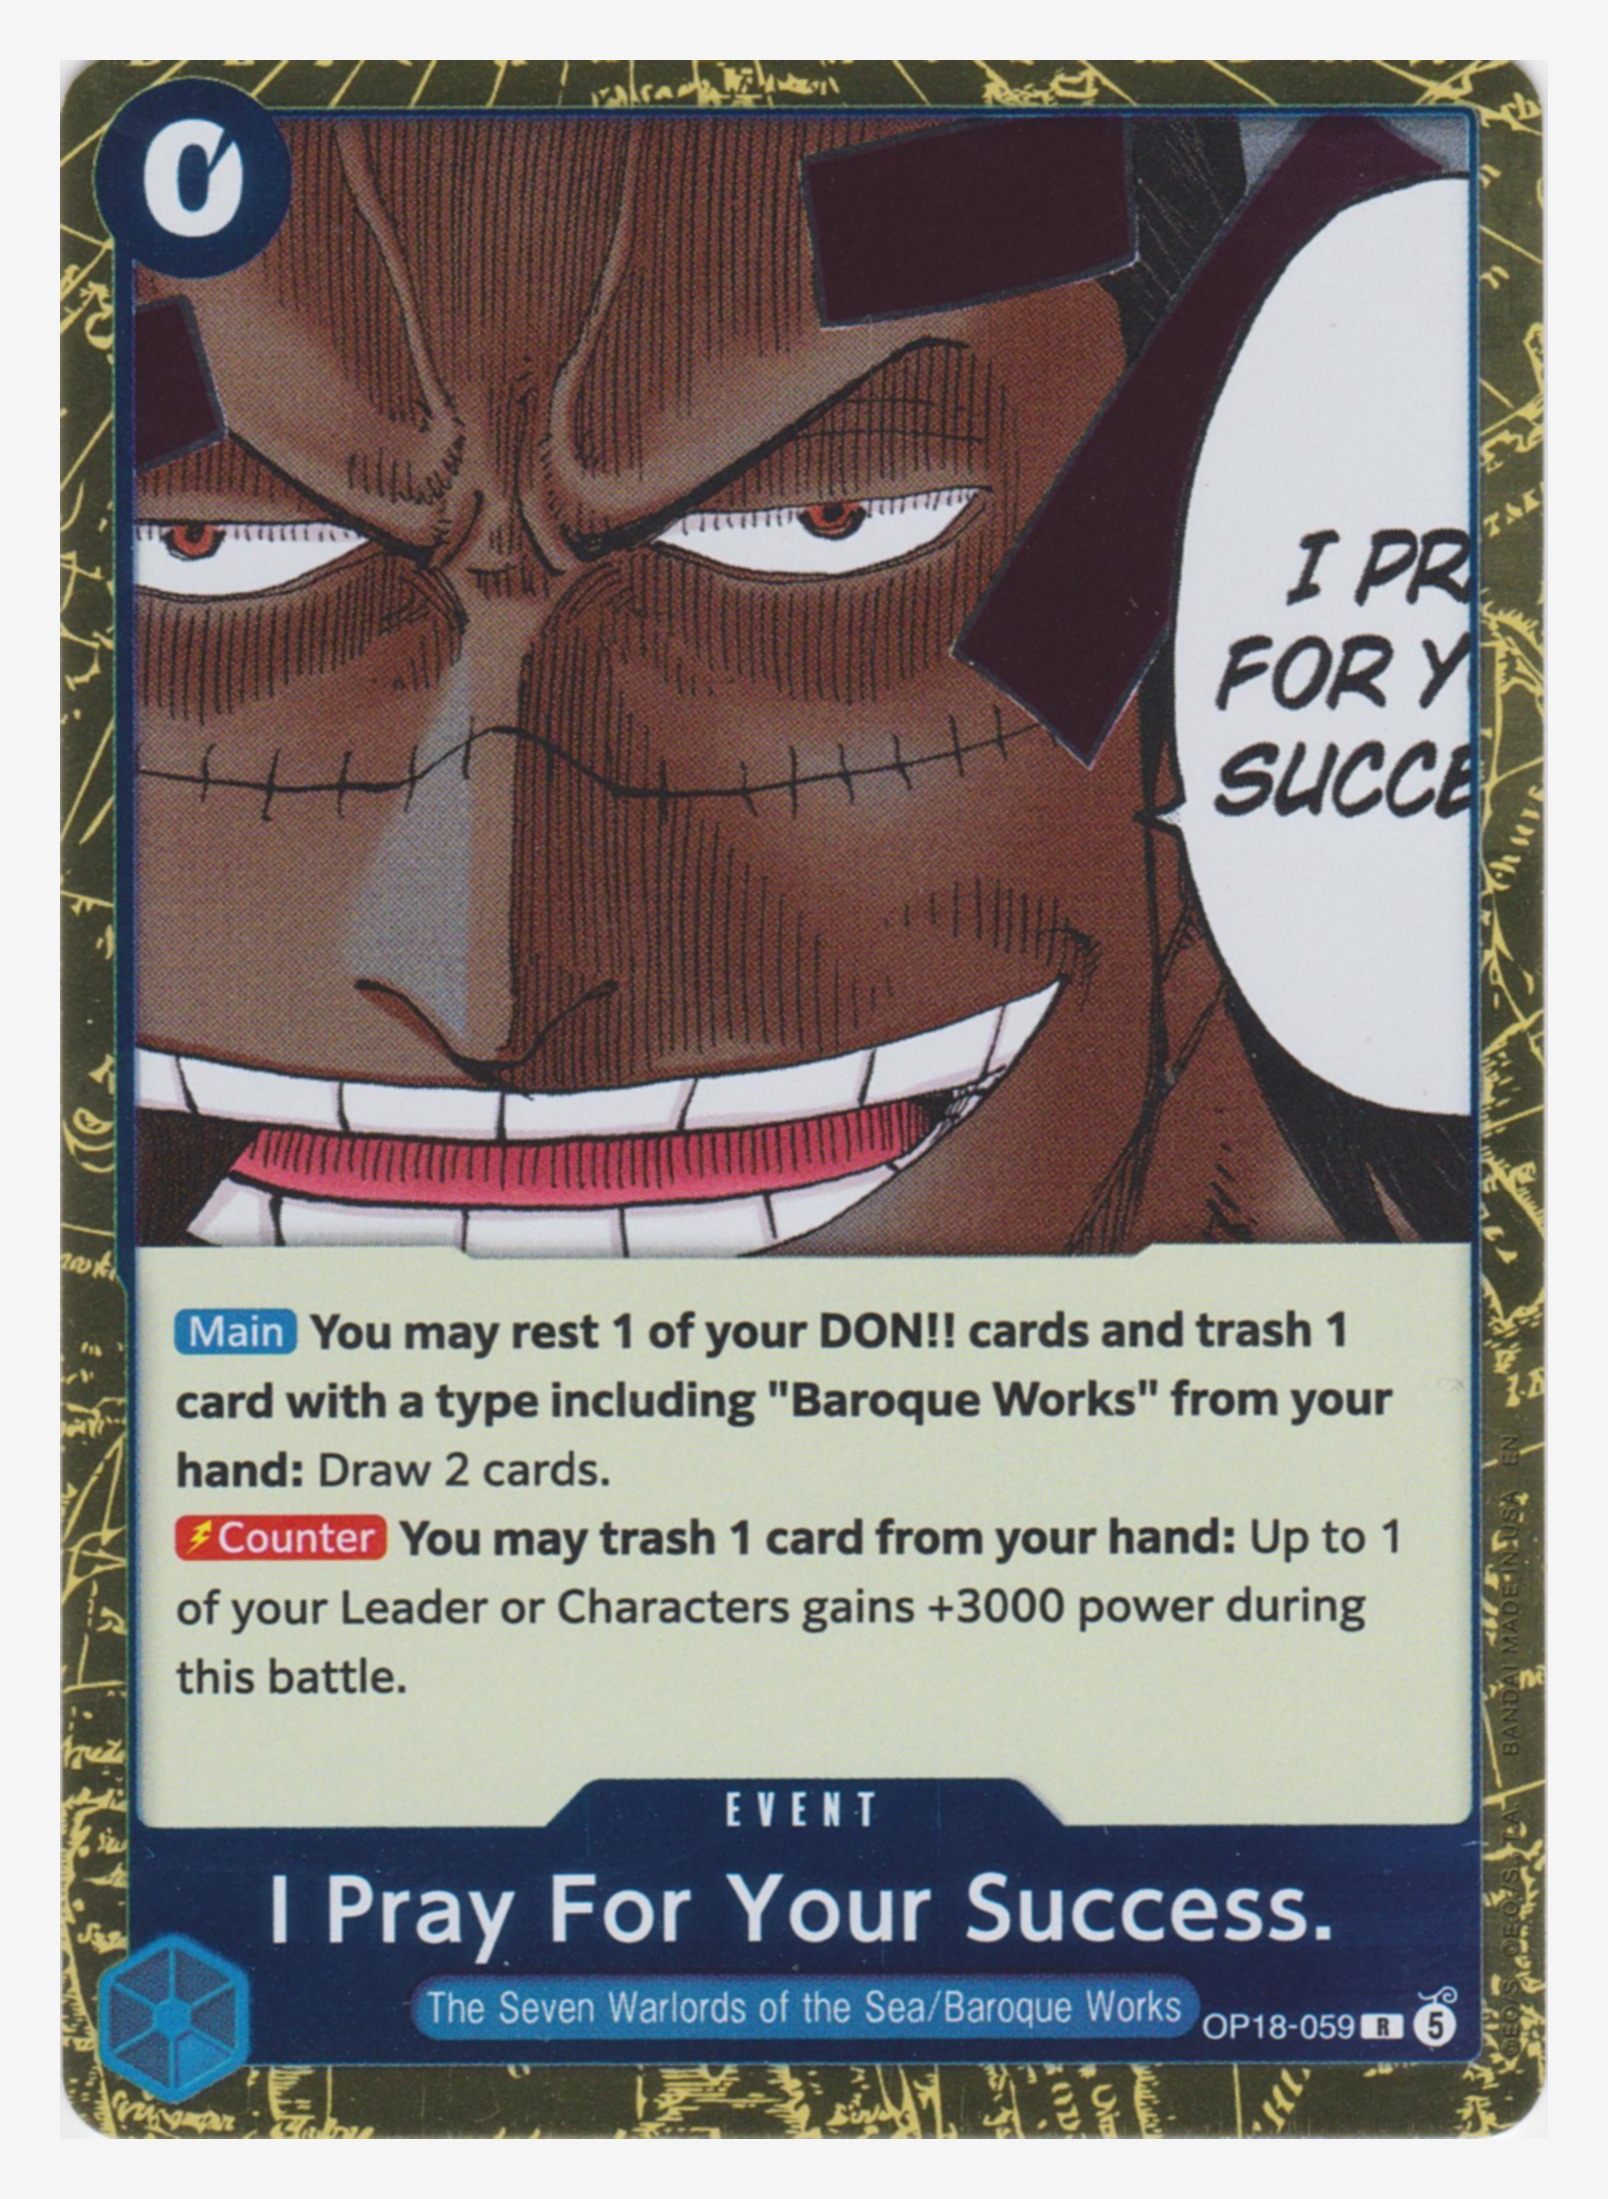 0
I PR
FOR Y
SUCCE
Main You may rest 1 of your DON!! cards and trash 1
card with a type including "Baroque Works" from your
hand: Draw 2 cards.
Counter You may trash 1 card from your hand: Up to 1
of your Leader or Characters gains +3000 power during
this battle.
EVENT
I Pray For Your Success.
The Seven Warlords of the Sea/Baroque Works
OP18-059 R 5
BANDAI MADE IN USA EN